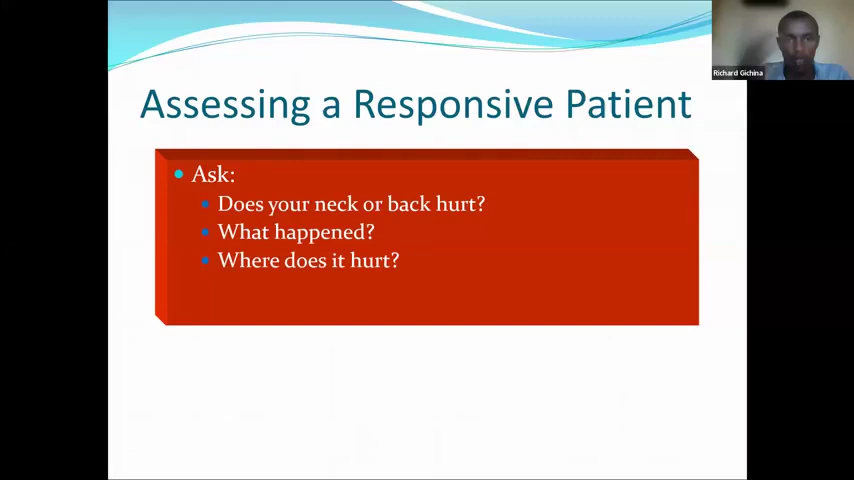 Assessing a Responsive Patient
Ask:
Does your neck or back hurt?
What happened?
Where does it hurt?
Richard Gichina